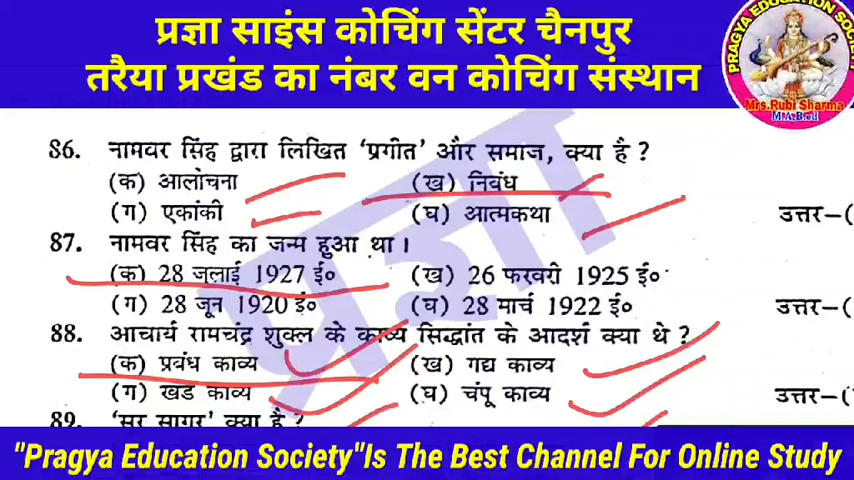 प्रज्ञा साइंस कोचिंग सेंटर चैनपुर
तरैया प्रखंड का नंबर वन कोचिंग संस्थान
PRAGYA EDUCATION SOCIETY
Mrs.Rubi Sharma
M.A.B.ed
86. नामवर सिंह द्वारा लिखित ‘प्रगीत’ और समाज, क्या है ?
(क) आलोचना (ख) निबंध
(ग) एकांकी (घ) आत्मकथा उत्तर–(
87. नामवर सिंह का जन्म हुआ था ।
(क) 28 जुलाई 1927 ई० (ख) 26 फरवरी 1925 ई०
(ग) 28 जून 1920 ई० (घ) 28 मार्च 1922 ई० उत्तर–(
88. आचार्य रामचंद्र शुक्ल के काव्य सिद्धांत के आदर्श क्या थे ?
(क) प्रबंध काव्य (ख) गद्य काव्य
(ग) खंड काव्य (घ) चंपू काव्य उत्तर–(
89. ‘सूर सागर’ क्या है ?
प्रज्ञा
"Pragya Education Society"Is The Best Channel For Online Study